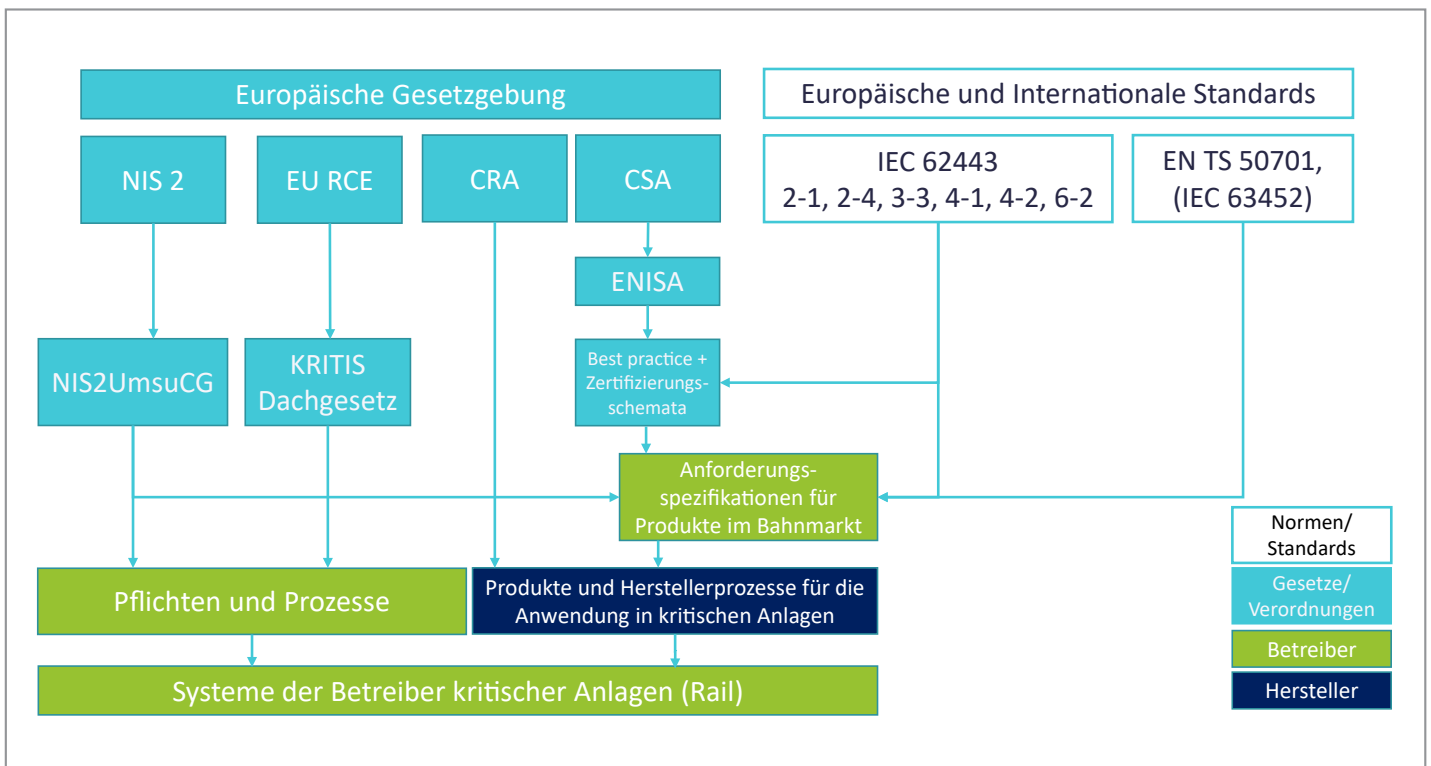 Europäische Gesetzgebung
Europäische und Internationale Standards
NIS 2
EU RCE
CRA
CSA
IEC 62443
2-1, 2-4, 3-3, 4-1, 4-2, 6-2
EN TS 50701,
(IEC 63452)
ENISA
NIS2UmsuCG
KRITIS
Dachgesetz
Best practice +
Zertifizierungs-
schemata
Anforderungs-
spezifikationen für
Produkte im Bahnmarkt
Pflichten und Prozesse
Produkte und Herstellerprozesse für die
Anwendung in kritischen Anlagen
Systeme der Betreiber kritischer Anlagen (Rail)
Normen/
Standards
Gesetze/
Verordnungen
Betreiber
Hersteller